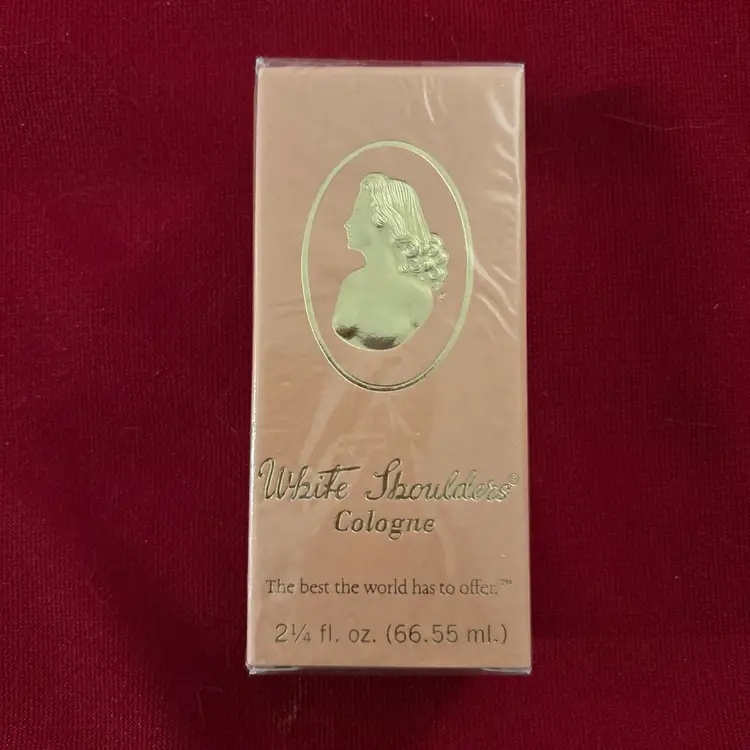 White Shoulders®
Cologne
The best the world has to offer.™
2¼ fl. oz. (66.55 ml.)